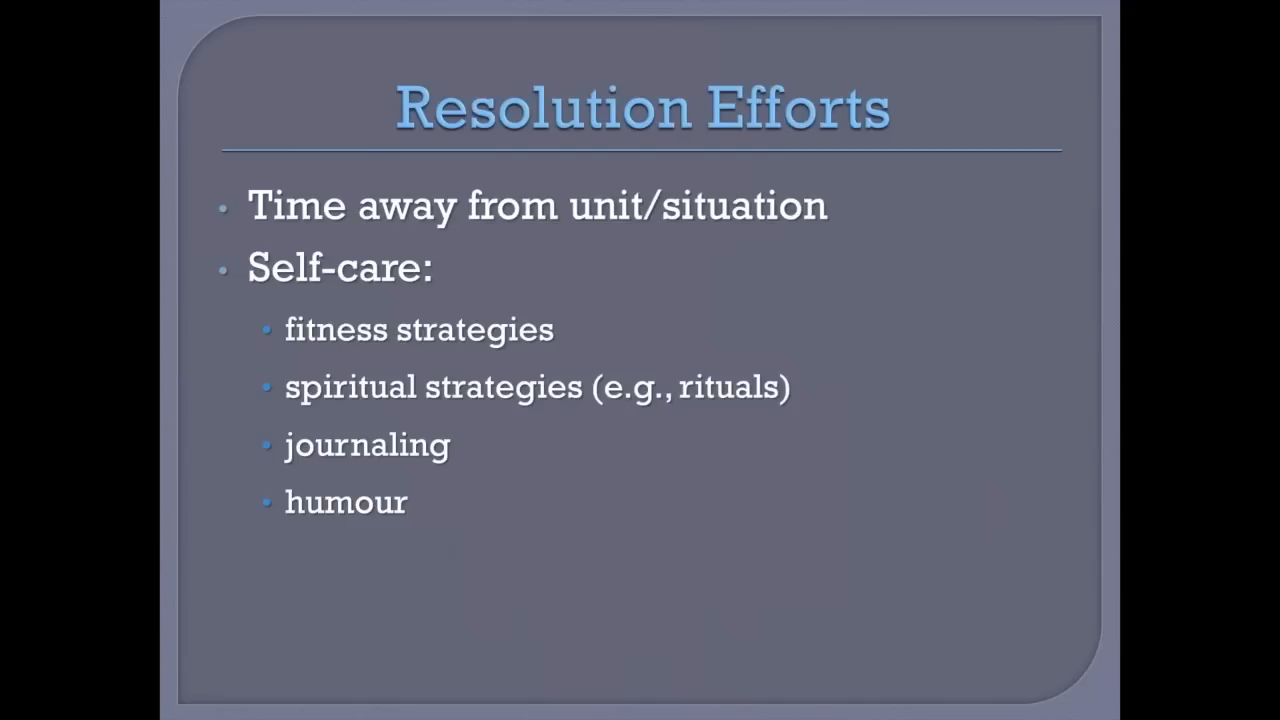 Resolution Efforts
• Time away from unit/situation
• Self-care:
• fitness strategies
• spiritual strategies (e.g., rituals)
• journaling
• humour